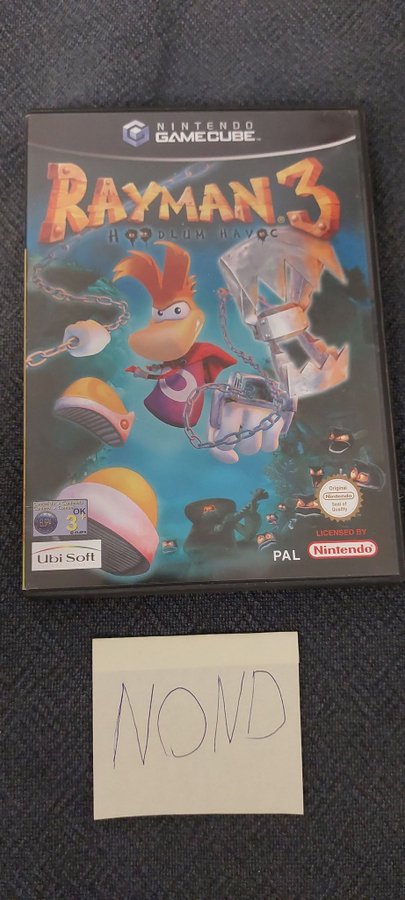 NINTENDO
GAMECUBE™
RAYMAN 3
HOODLUM HAVOC
OK
3+
Original
Nintendo
Seal of
Quality
Ubi Soft
PAL
LICENSED BY
Nintendo
NOND